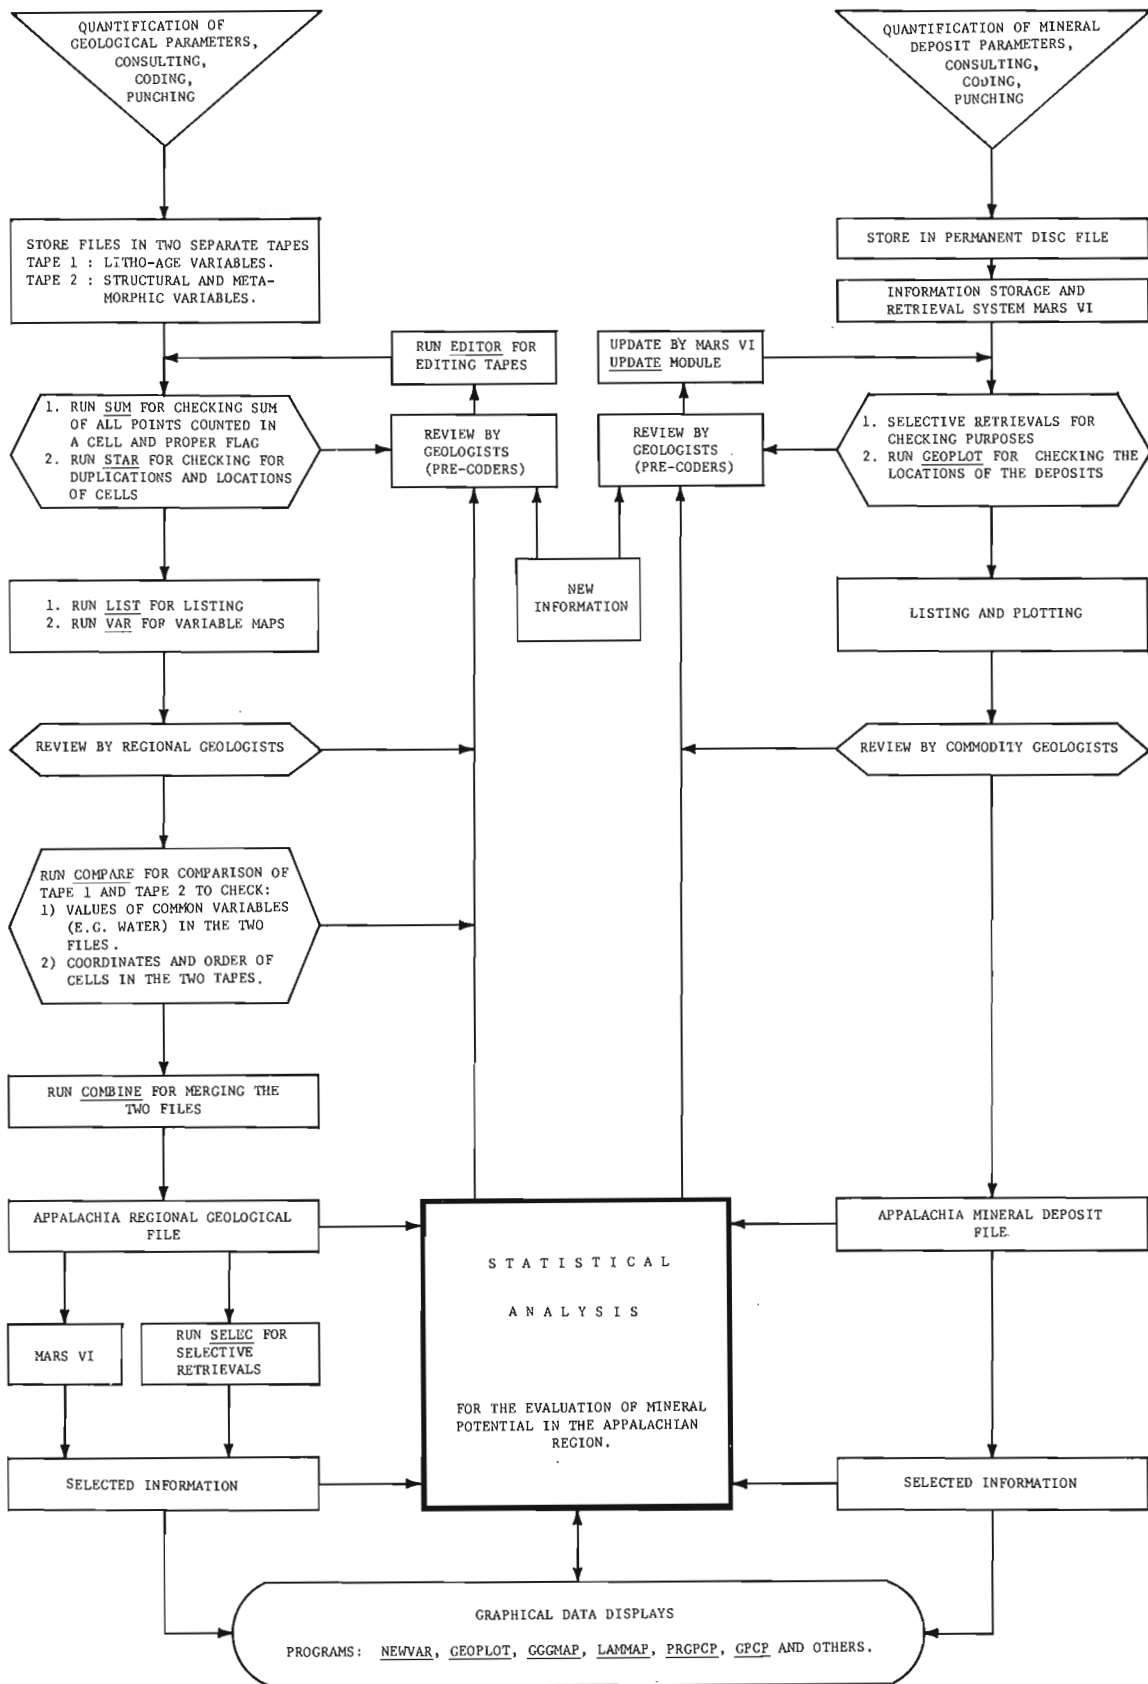 QUANTIFICATION OF
GEOLOGICAL PARAMETERS,
CONSULTING,
CODING,
PUNCHING
QUANTIFICATION OF MINERAL
DEPOSIT PARAMETERS,
CONSULTING,
CODING,
PUNCHING
STORE FILES IN TWO SEPARATE TAPES
TAPE 1 : LITHO-AGE VARIABLES.
TAPE 2 : STRUCTURAL AND META-
MORPHIC VARIABLES.
STORE IN PERMANENT DISC FILE
INFORMATION STORAGE AND
RETRIEVAL SYSTEM MARS VI
RUN EDITOR FOR
EDITING TAPES
UPDATE BY MARS VI
UPDATE MODULE
1. RUN SUM FOR CHECKING SUM
OF ALL POINTS COUNTED IN
A CELL AND PROPER FLAG
2. RUN STAR FOR CHECKING FOR
DUPLICATIONS AND LOCATIONS
OF CELLS
REVIEW BY
GEOLOGISTS
(PRE-CODERS)
REVIEW BY
GEOLOGISTS
(PRE-CODERS)
1. SELECTIVE RETRIEVALS FOR
CHECKING PURPOSES
2. RUN GEOPLOT FOR CHECKING THE
LOCATIONS OF THE DEPOSITS
NEW
INFORMATION
1. RUN LIST FOR LISTING
2. RUN VAR FOR VARIABLE MAPS
LISTING AND PLOTTING
REVIEW BY REGIONAL GEOLOGISTS
REVIEW BY COMMODITY GEOLOGISTS
RUN COMPARE FOR COMPARISON OF
TAPE 1 AND TAPE 2 TO CHECK:
1) VALUES OF COMMON VARIABLES
(E.G. WATER) IN THE TWO
FILES.
2) COORDINATES AND ORDER OF
CELLS IN THE TWO TAPES.
RUN COMBINE FOR MERGING THE
TWO FILES
APPALACHIA REGIONAL GEOLOGICAL
FILE
STATISTICAL
ANALYSIS
FOR THE EVALUATION OF MINERAL
POTENTIAL IN THE APPALACHIAN
REGION.
APPALACHIA MINERAL DEPOSIT
FILE
MARS VI
RUN SELEC FOR
SELECTIVE
RETRIEVALS
SELECTED INFORMATION
SELECTED INFORMATION
GRAPHICAL DATA DISPLAYS
PROGRAMS: NEWVAR, GEOPLOT, GGGMAP, LAMMAP, PRGPCP, GPCP AND OTHERS.